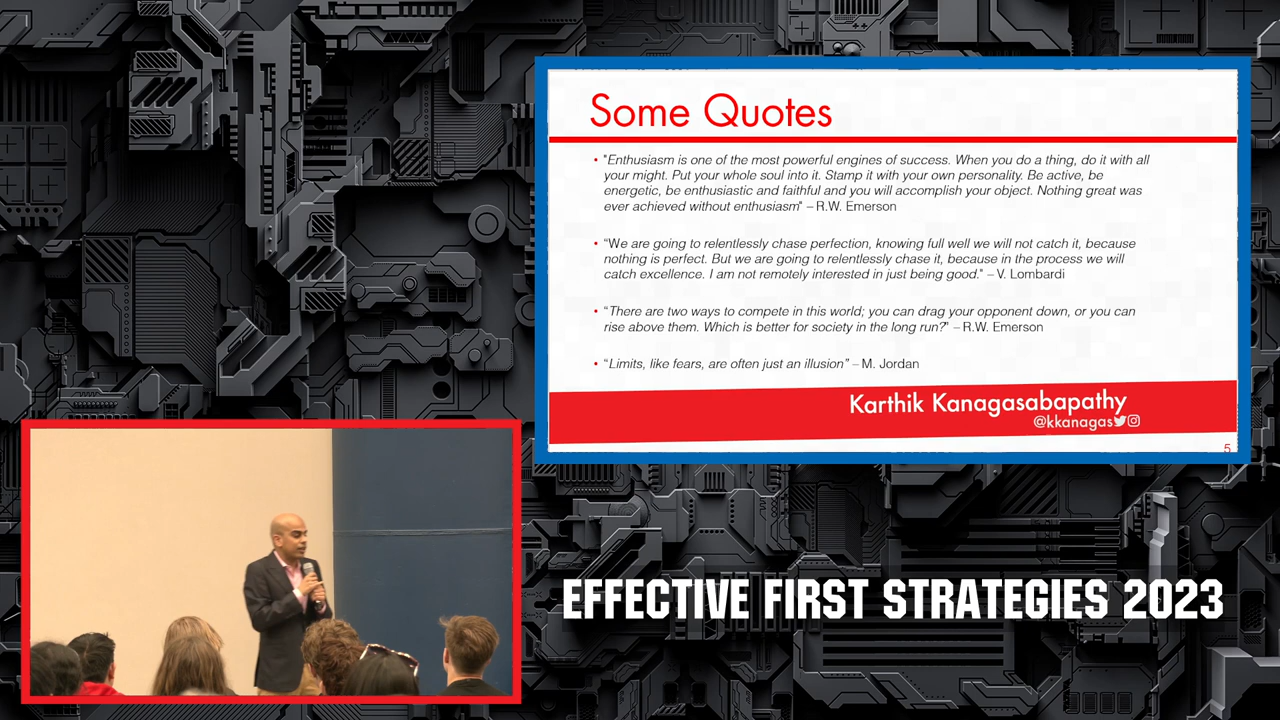 Some Quotes
• "Enthusiasm is one of the most powerful engines of success. When you do a thing, do it with all
your might. Put your whole soul into it. Stamp it with your own personality. Be active, be
energetic, be enthusiastic and faithful and you will accomplish your object. Nothing great was
ever achieved without enthusiasm" – R.W. Emerson
• "We are going to relentlessly chase perfection, knowing full well we will not catch it, because
nothing is perfect. But we are going to relentlessly chase it, because in the process we will
catch excellence. I am not remotely interested in just being good." – V. Lombardi
• "There are two ways to compete in this world; you can drag your opponent down, or you can
rise above them. Which is better for society in the long run?" – R.W. Emerson
• "Limits, like fears, are often just an illusion" – M. Jordan
Karthik Kanagasabapathy
@kkanagas
5
EFFECTIVE FIRST STRATEGIES 2023